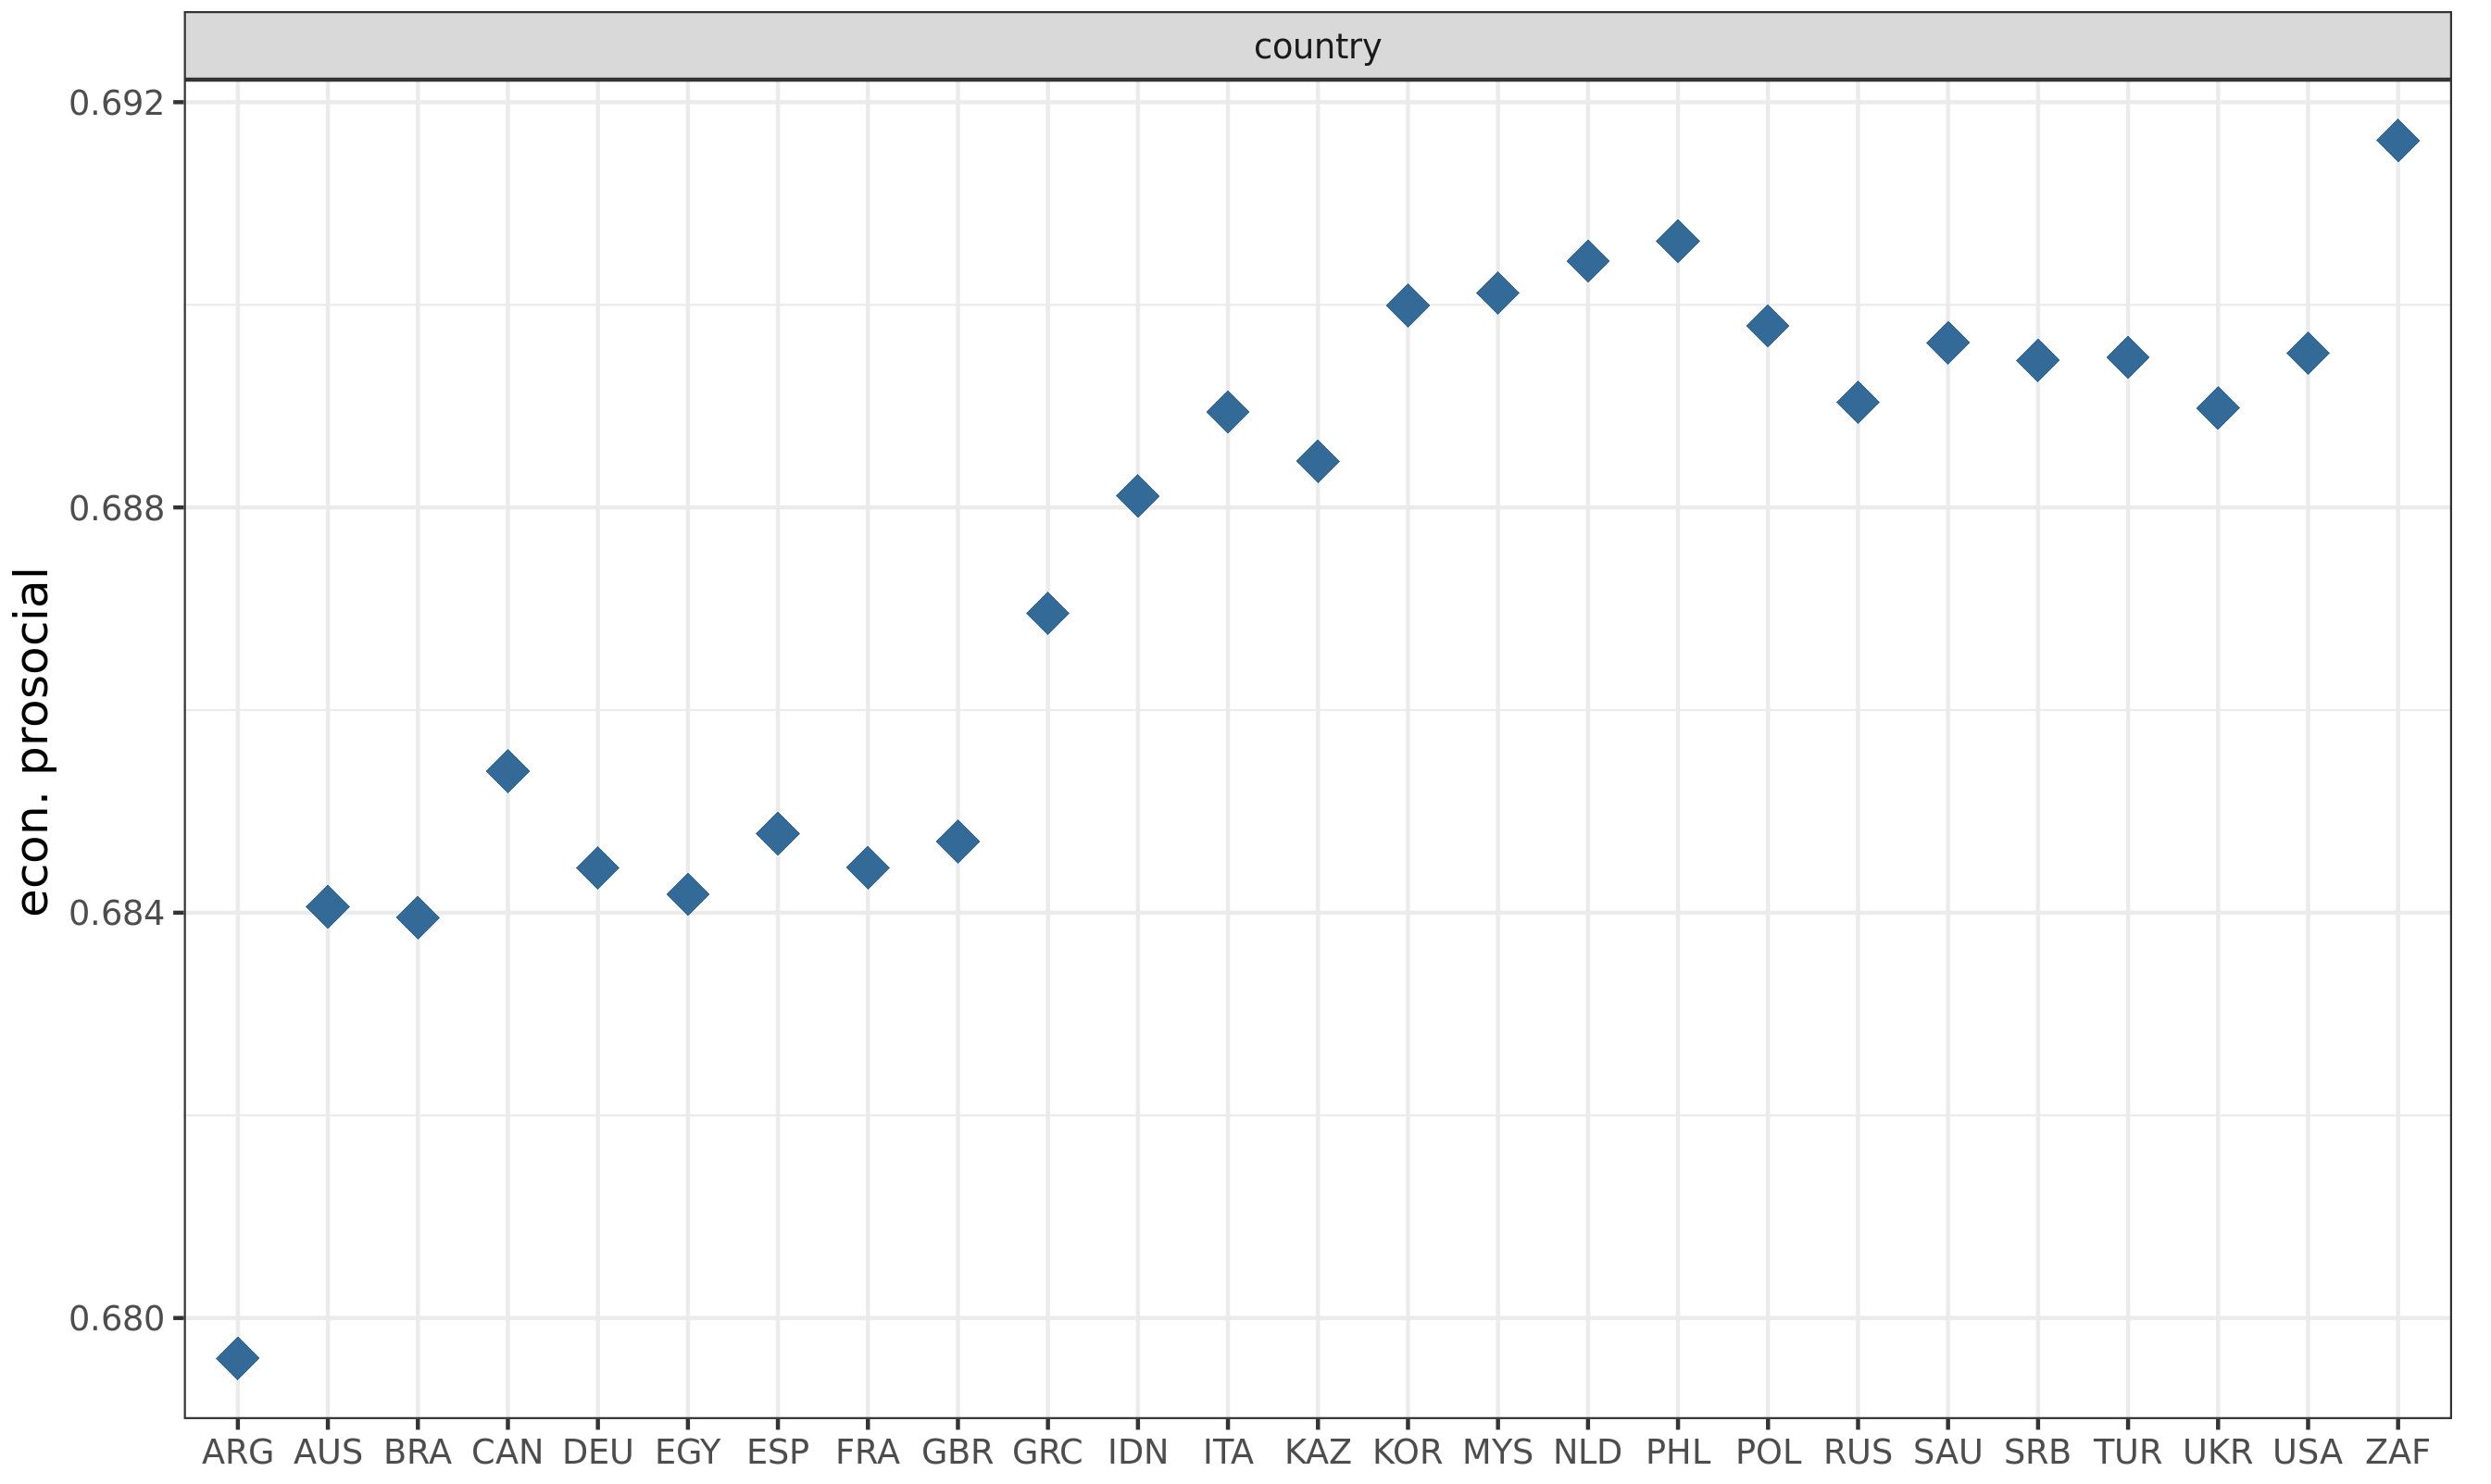 country
econ. prosocial
0.692
0.688
0.684
0.680
ARG AUS BRA CAN DEU EGY ESP FRA GBR GRC IDN ITA KAZ KOR MYS NLD PHL POL RUS SAU SRB TUR UKR USA ZAF